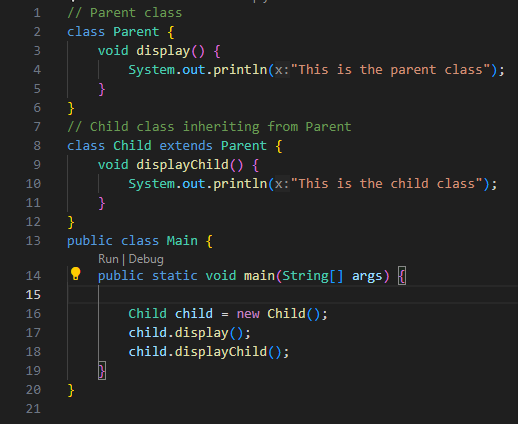 1 // Parent class
2 class Parent {
3 void display() {
4 System.out.println(x:"This is the parent class");
5 }
6 }
7 // Child class inheriting from Parent
8 class Child extends Parent {
9 void displayChild() {
10 System.out.println(x:"This is the child class");
11 }
12 }
13 public class Main {
Run | Debug
14 public static void main(String[] args) {
15
16 Child child = new Child();
17 child.display();
18 child.displayChild();
19 }
20 }
21